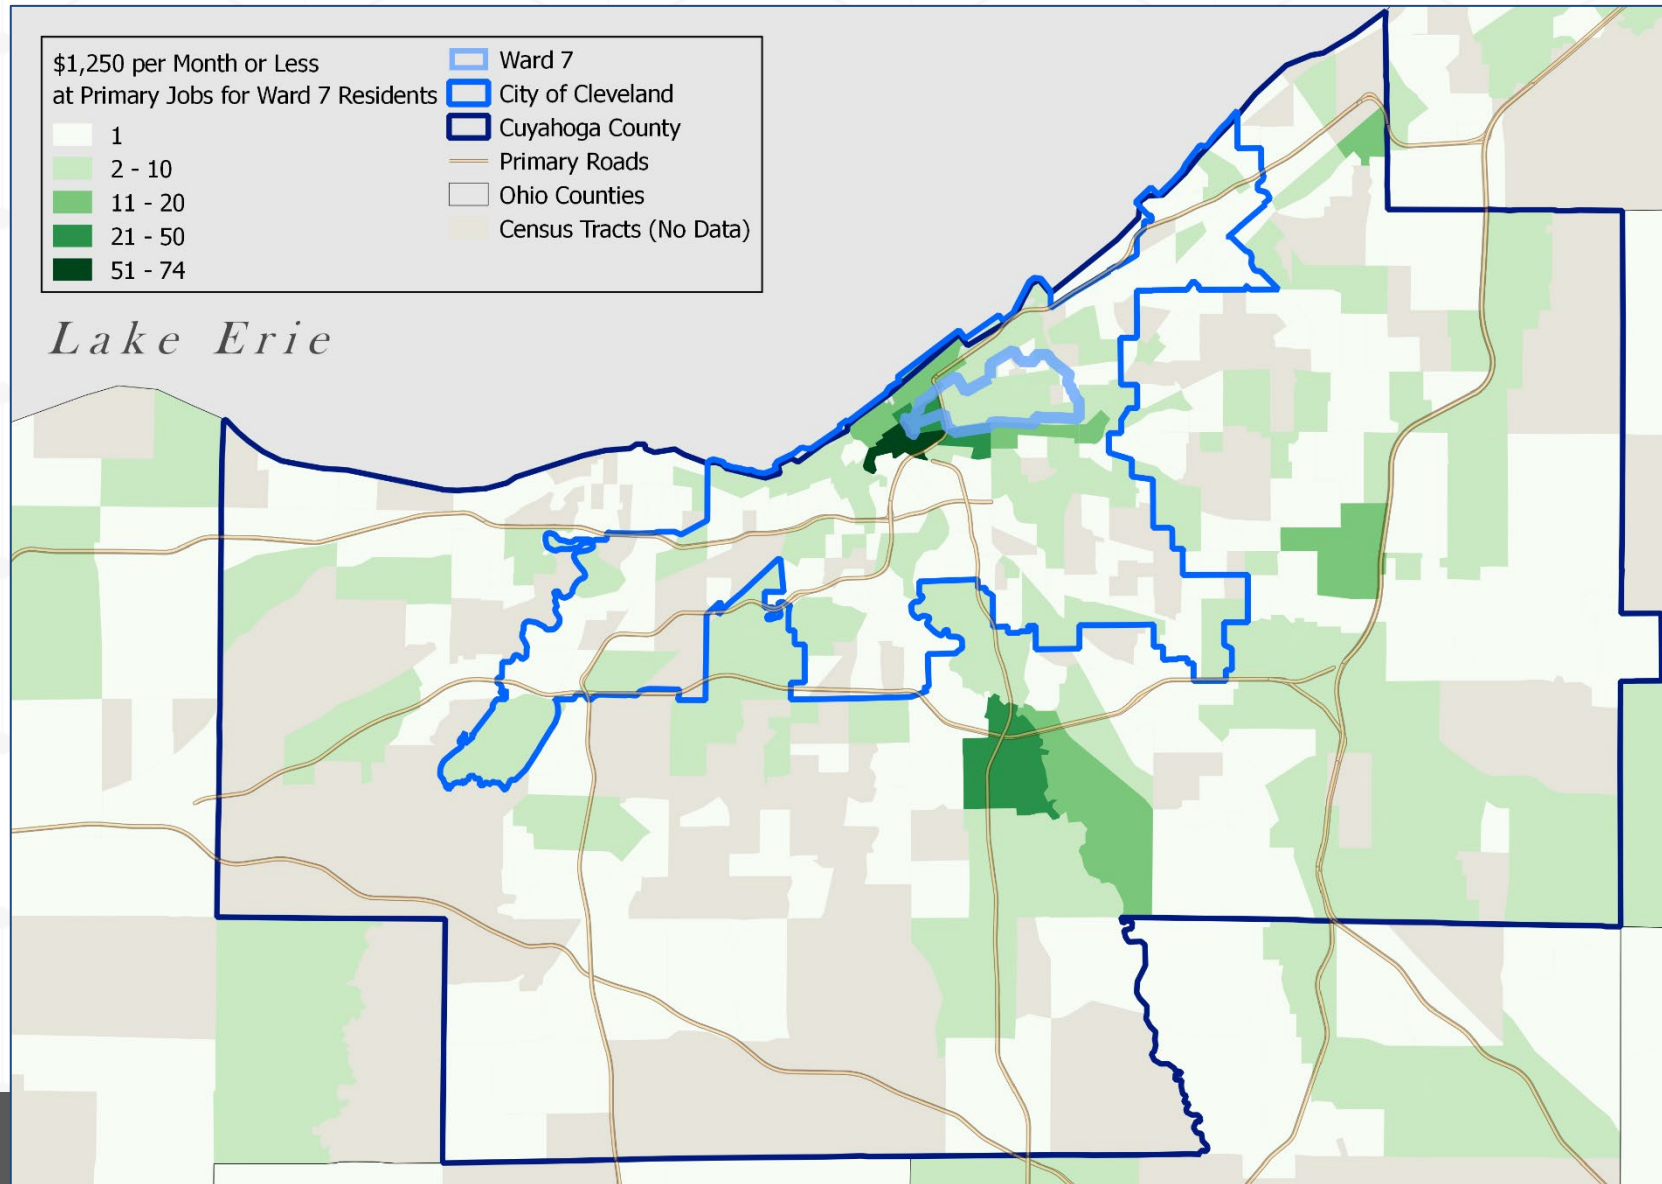 $1,250 per Month or Less
at Primary Jobs for Ward 7 Residents
1
2 - 10
11 - 20
21 - 50
51 - 74
Ward 7
City of Cleveland
Cuyahoga County
Primary Roads
Ohio Counties
Census Tracts (No Data)
Lake Erie